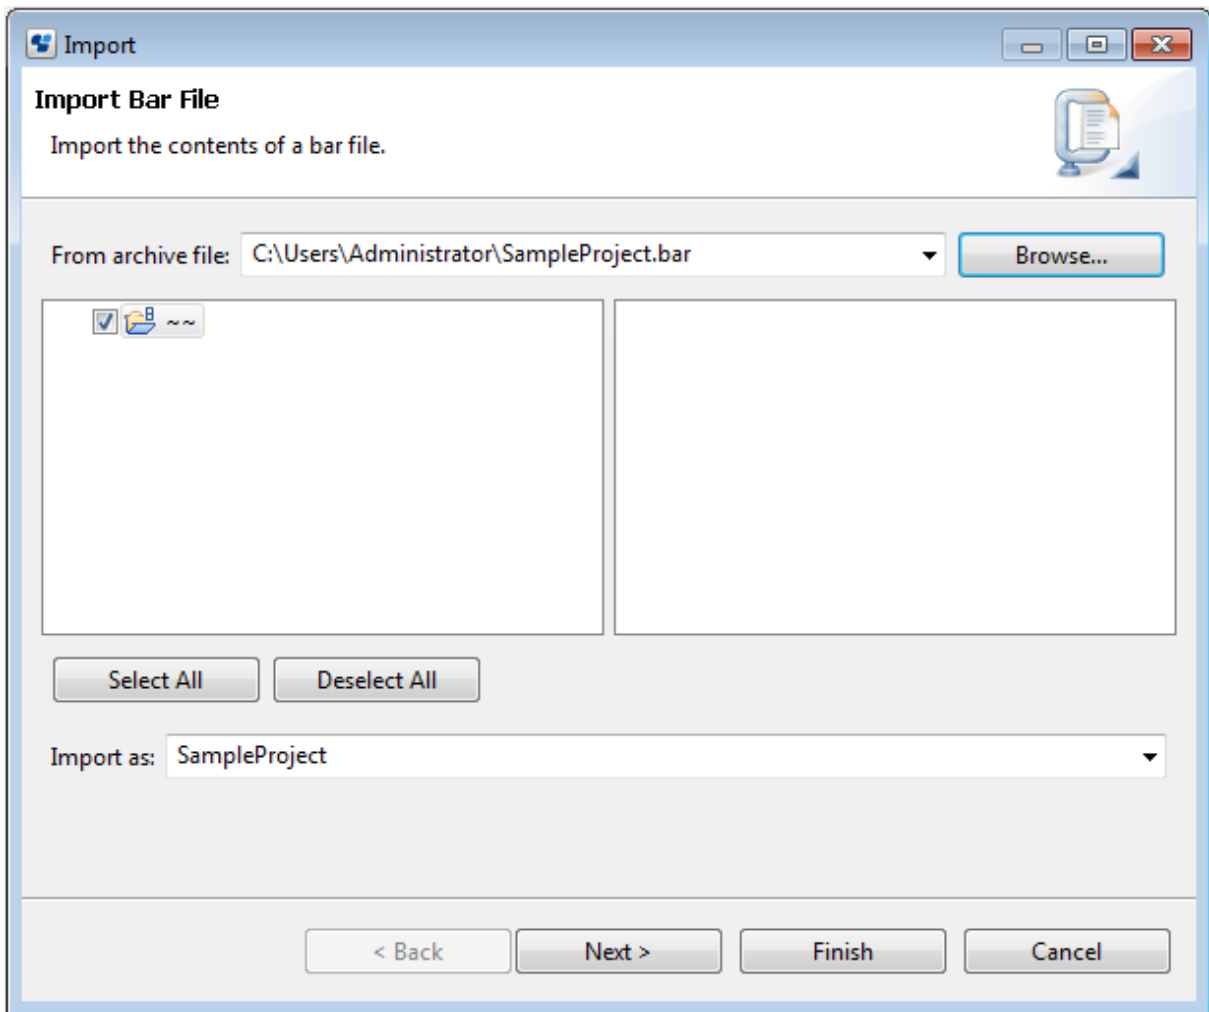 Import
Import Bar File
Import the contents of a bar file.
From archive file: C:\Users\Administrator\SampleProject.bar Browse...
~~
Select All Deselect All
Import as: SampleProject
< Back Next > Finish Cancel